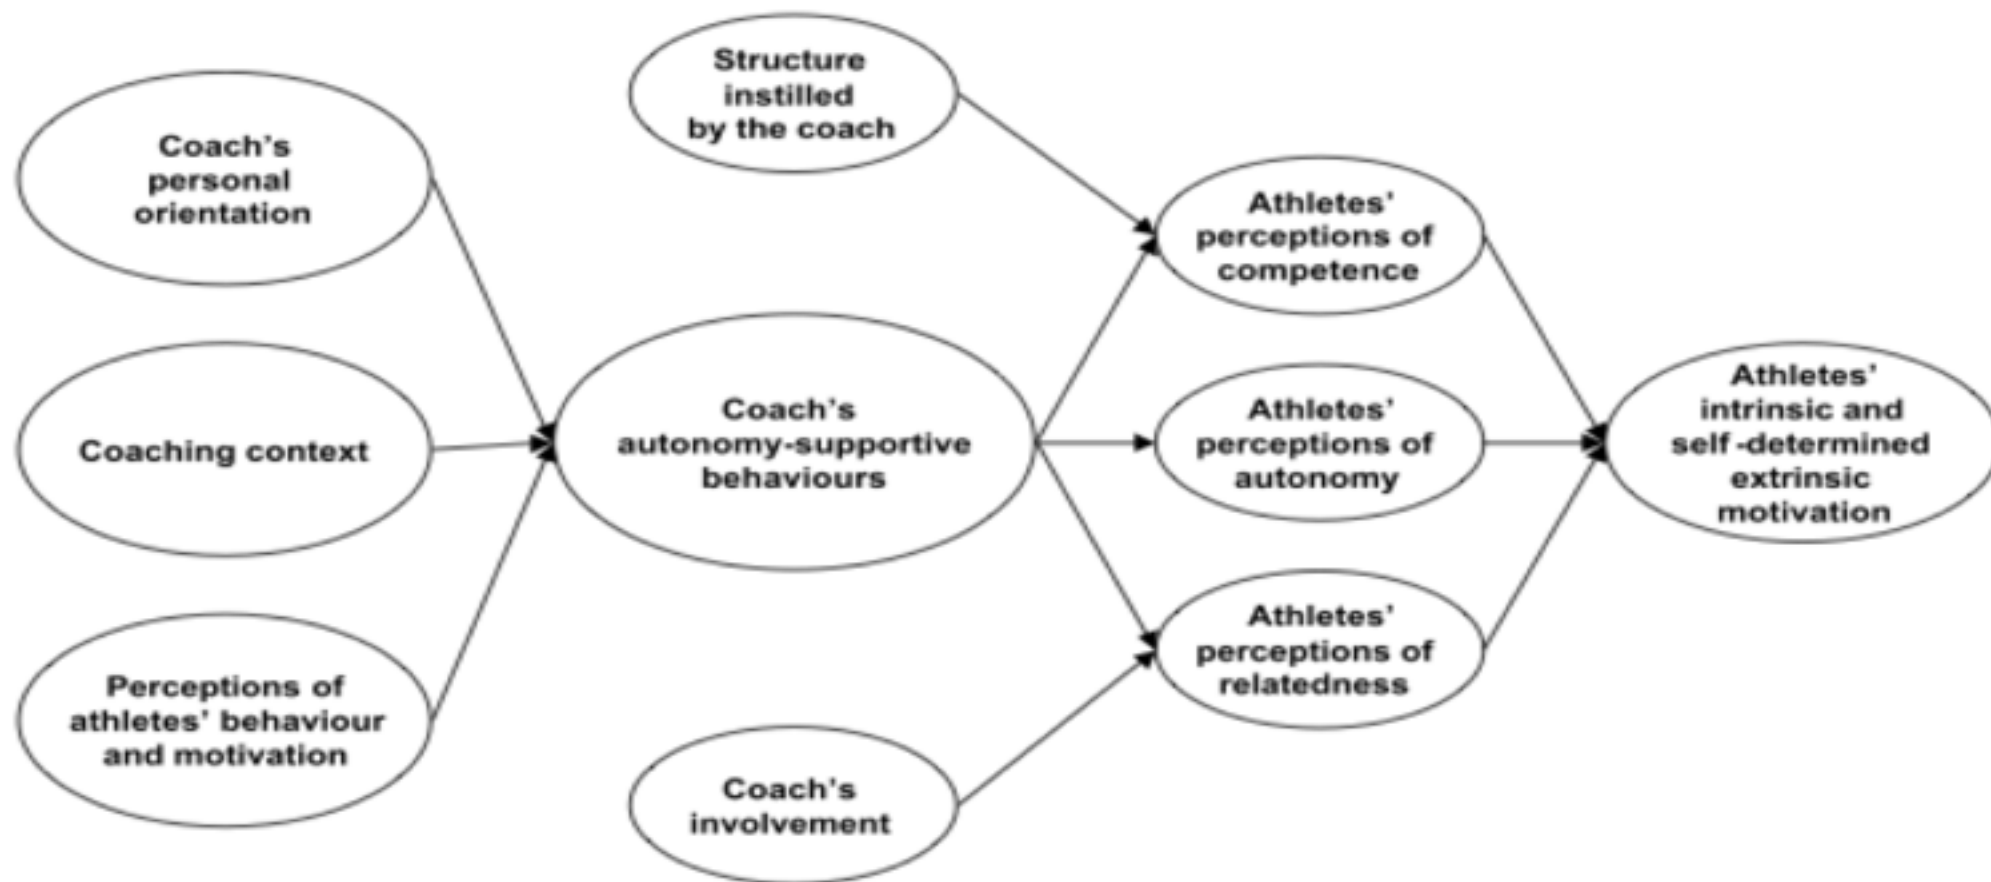 Coach's
personal
orientation
Coaching context
Perceptions of
athletes' behaviour
and motivation
Structure
instilled
by the coach
Coach's
autonomy-supportive
behaviours
Coach's
involvement
Athletes'
perceptions of
competence
Athletes'
perceptions of
autonomy
Athletes'
perceptions of
relatedness
Athletes'
intrinsic and
self-determined
extrinsic
motivation